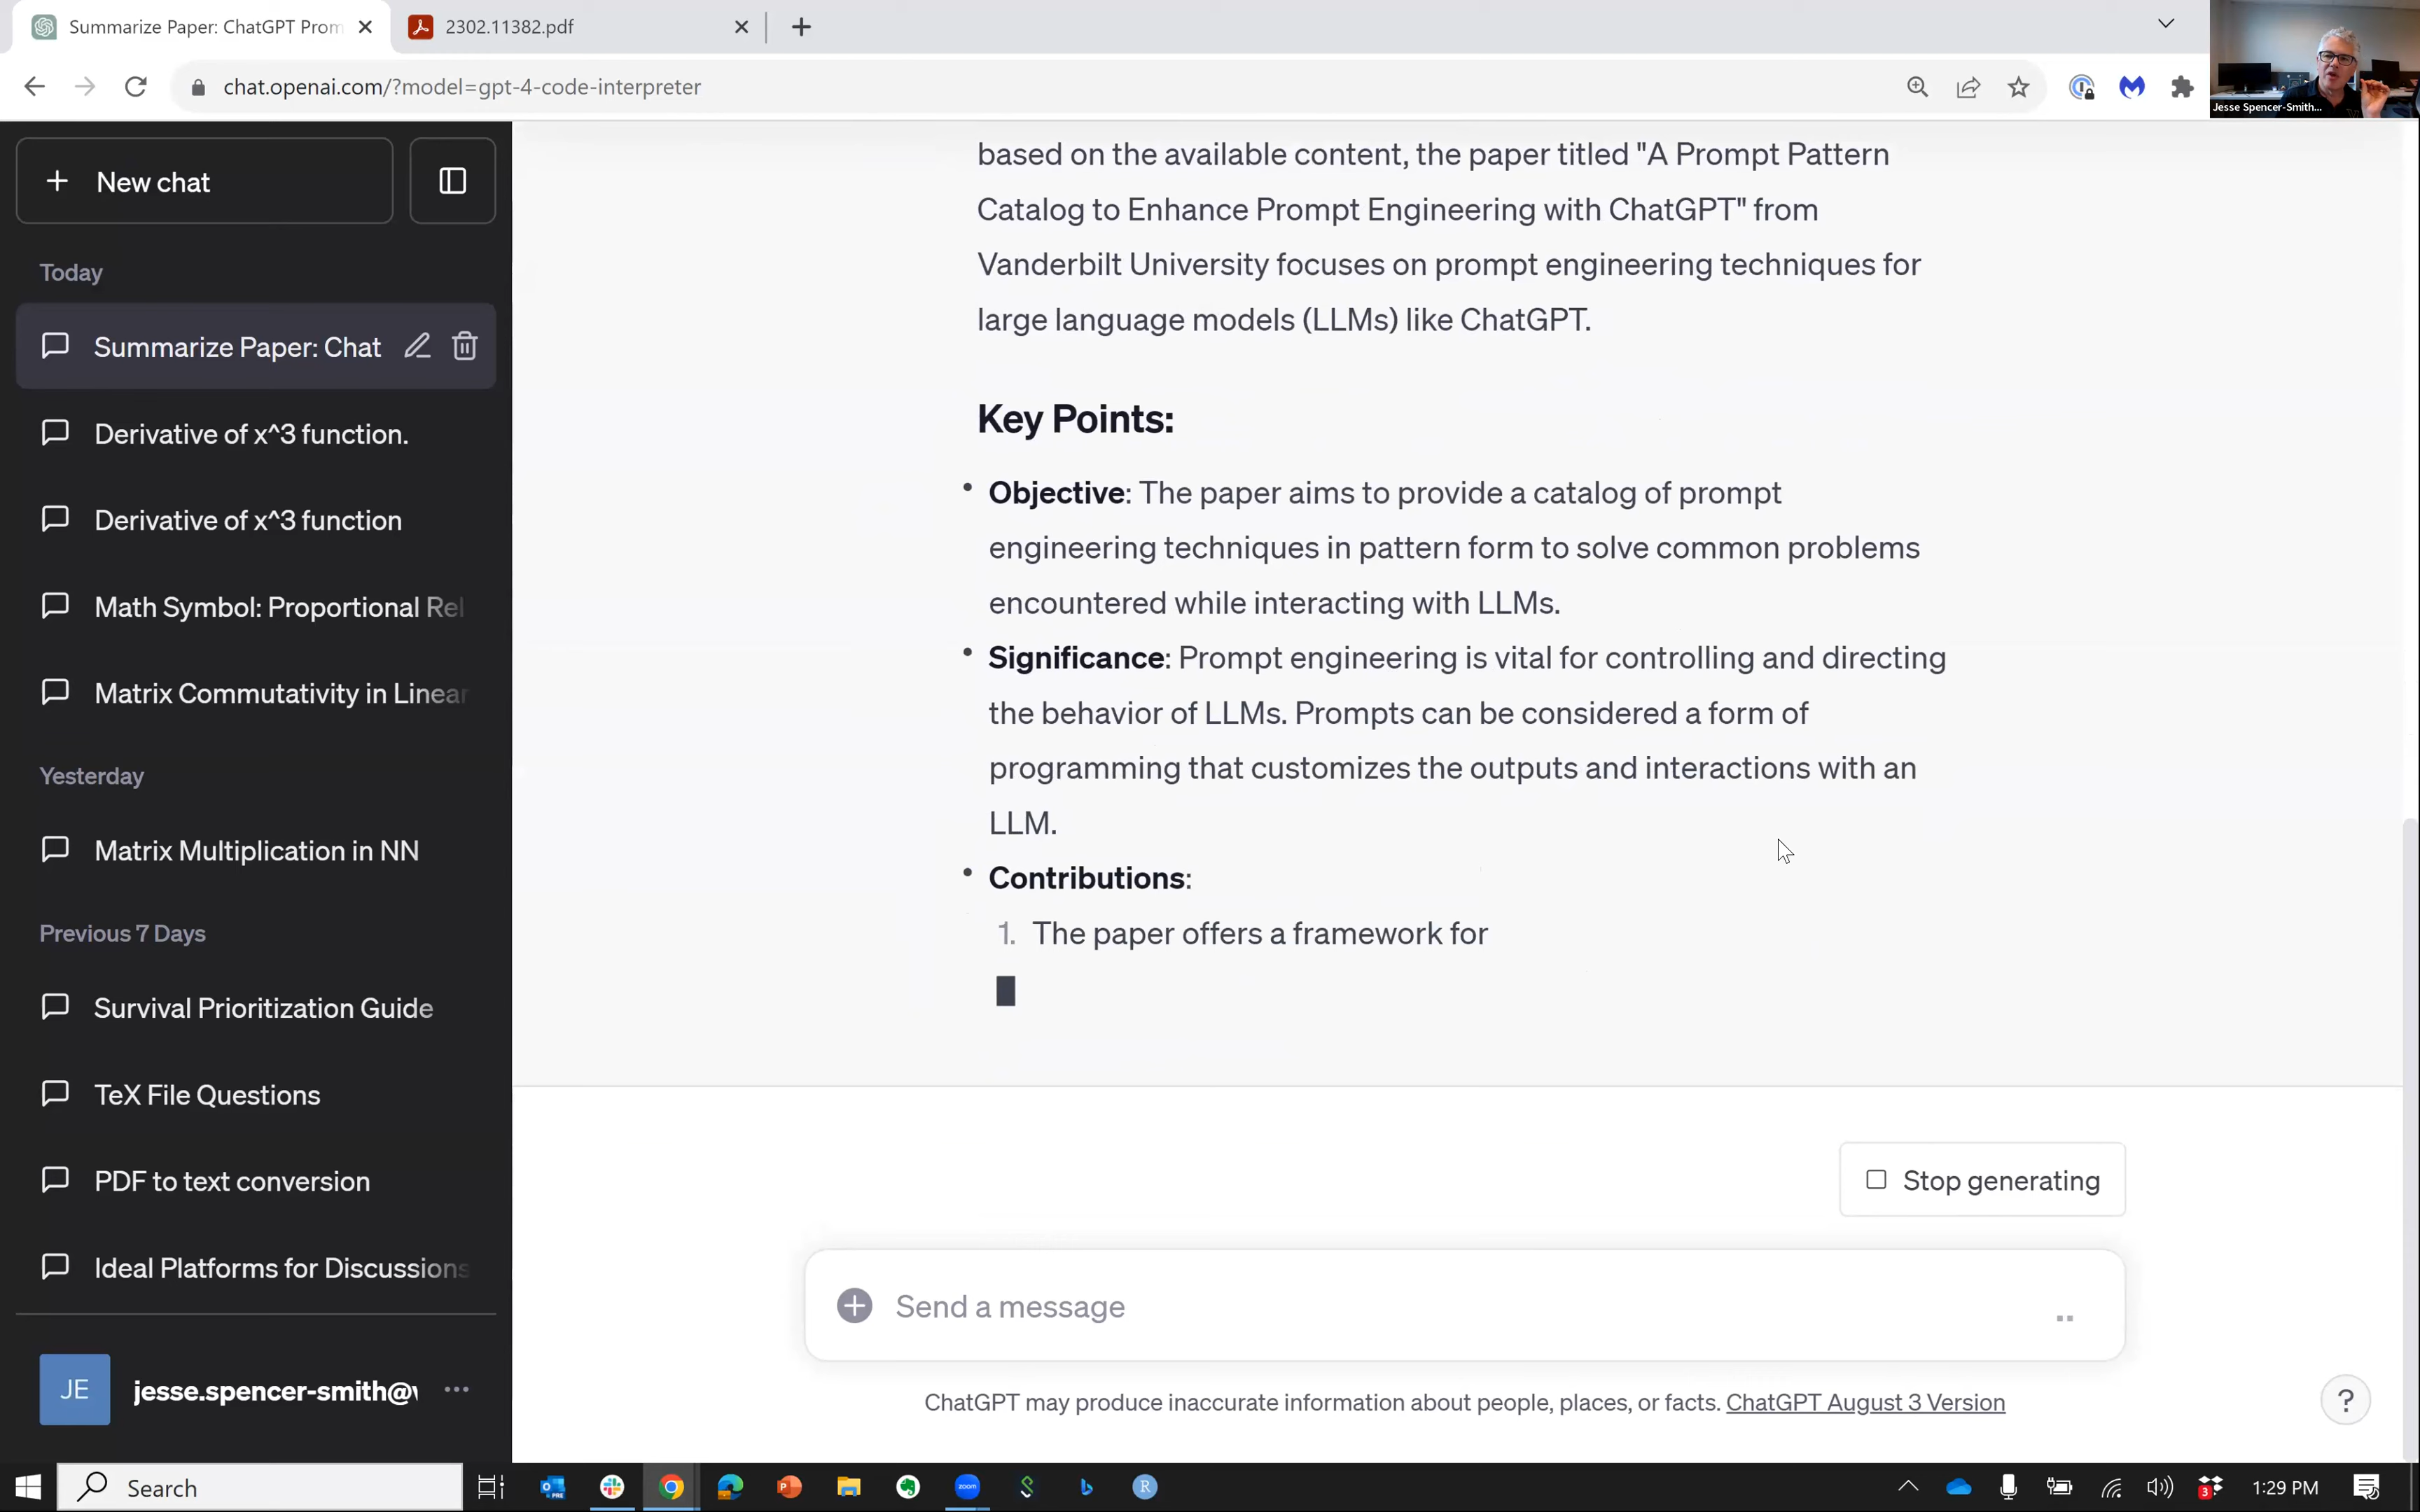 Summarize Paper: ChatGPT Prom
2302.11382.pdf
chat.openai.com/?model=gpt-4-code-interpreter
Jesse Spencer-Smith...
New chat
Today
Summarize Paper: Chat
Derivative of x^3 function.
Derivative of x^3 function
Math Symbol: Proportional Rel
Matrix Commutativity in Linear
Yesterday
Matrix Multiplication in NN
Previous 7 Days
Survival Prioritization Guide
TeX File Questions
PDF to text conversion
Ideal Platforms for Discussions
JE
jesse.spencer-smith@v
based on the available content, the paper titled "A Prompt Pattern
Catalog to Enhance Prompt Engineering with ChatGPT" from
Vanderbilt University focuses on prompt engineering techniques for
large language models (LLMs) like ChatGPT.
Key Points:
• Objective: The paper aims to provide a catalog of prompt
engineering techniques in pattern form to solve common problems
encountered while interacting with LLMs.
• Significance: Prompt engineering is vital for controlling and directing
the behavior of LLMs. Prompts can be considered a form of
programming that customizes the outputs and interactions with an
LLM.
• Contributions:
1. The paper offers a framework for
Stop generating
Send a message
ChatGPT may produce inaccurate information about people, places, or facts. ChatGPT August 3 Version
?
Search
PRE
zoom
3
1:29 PM